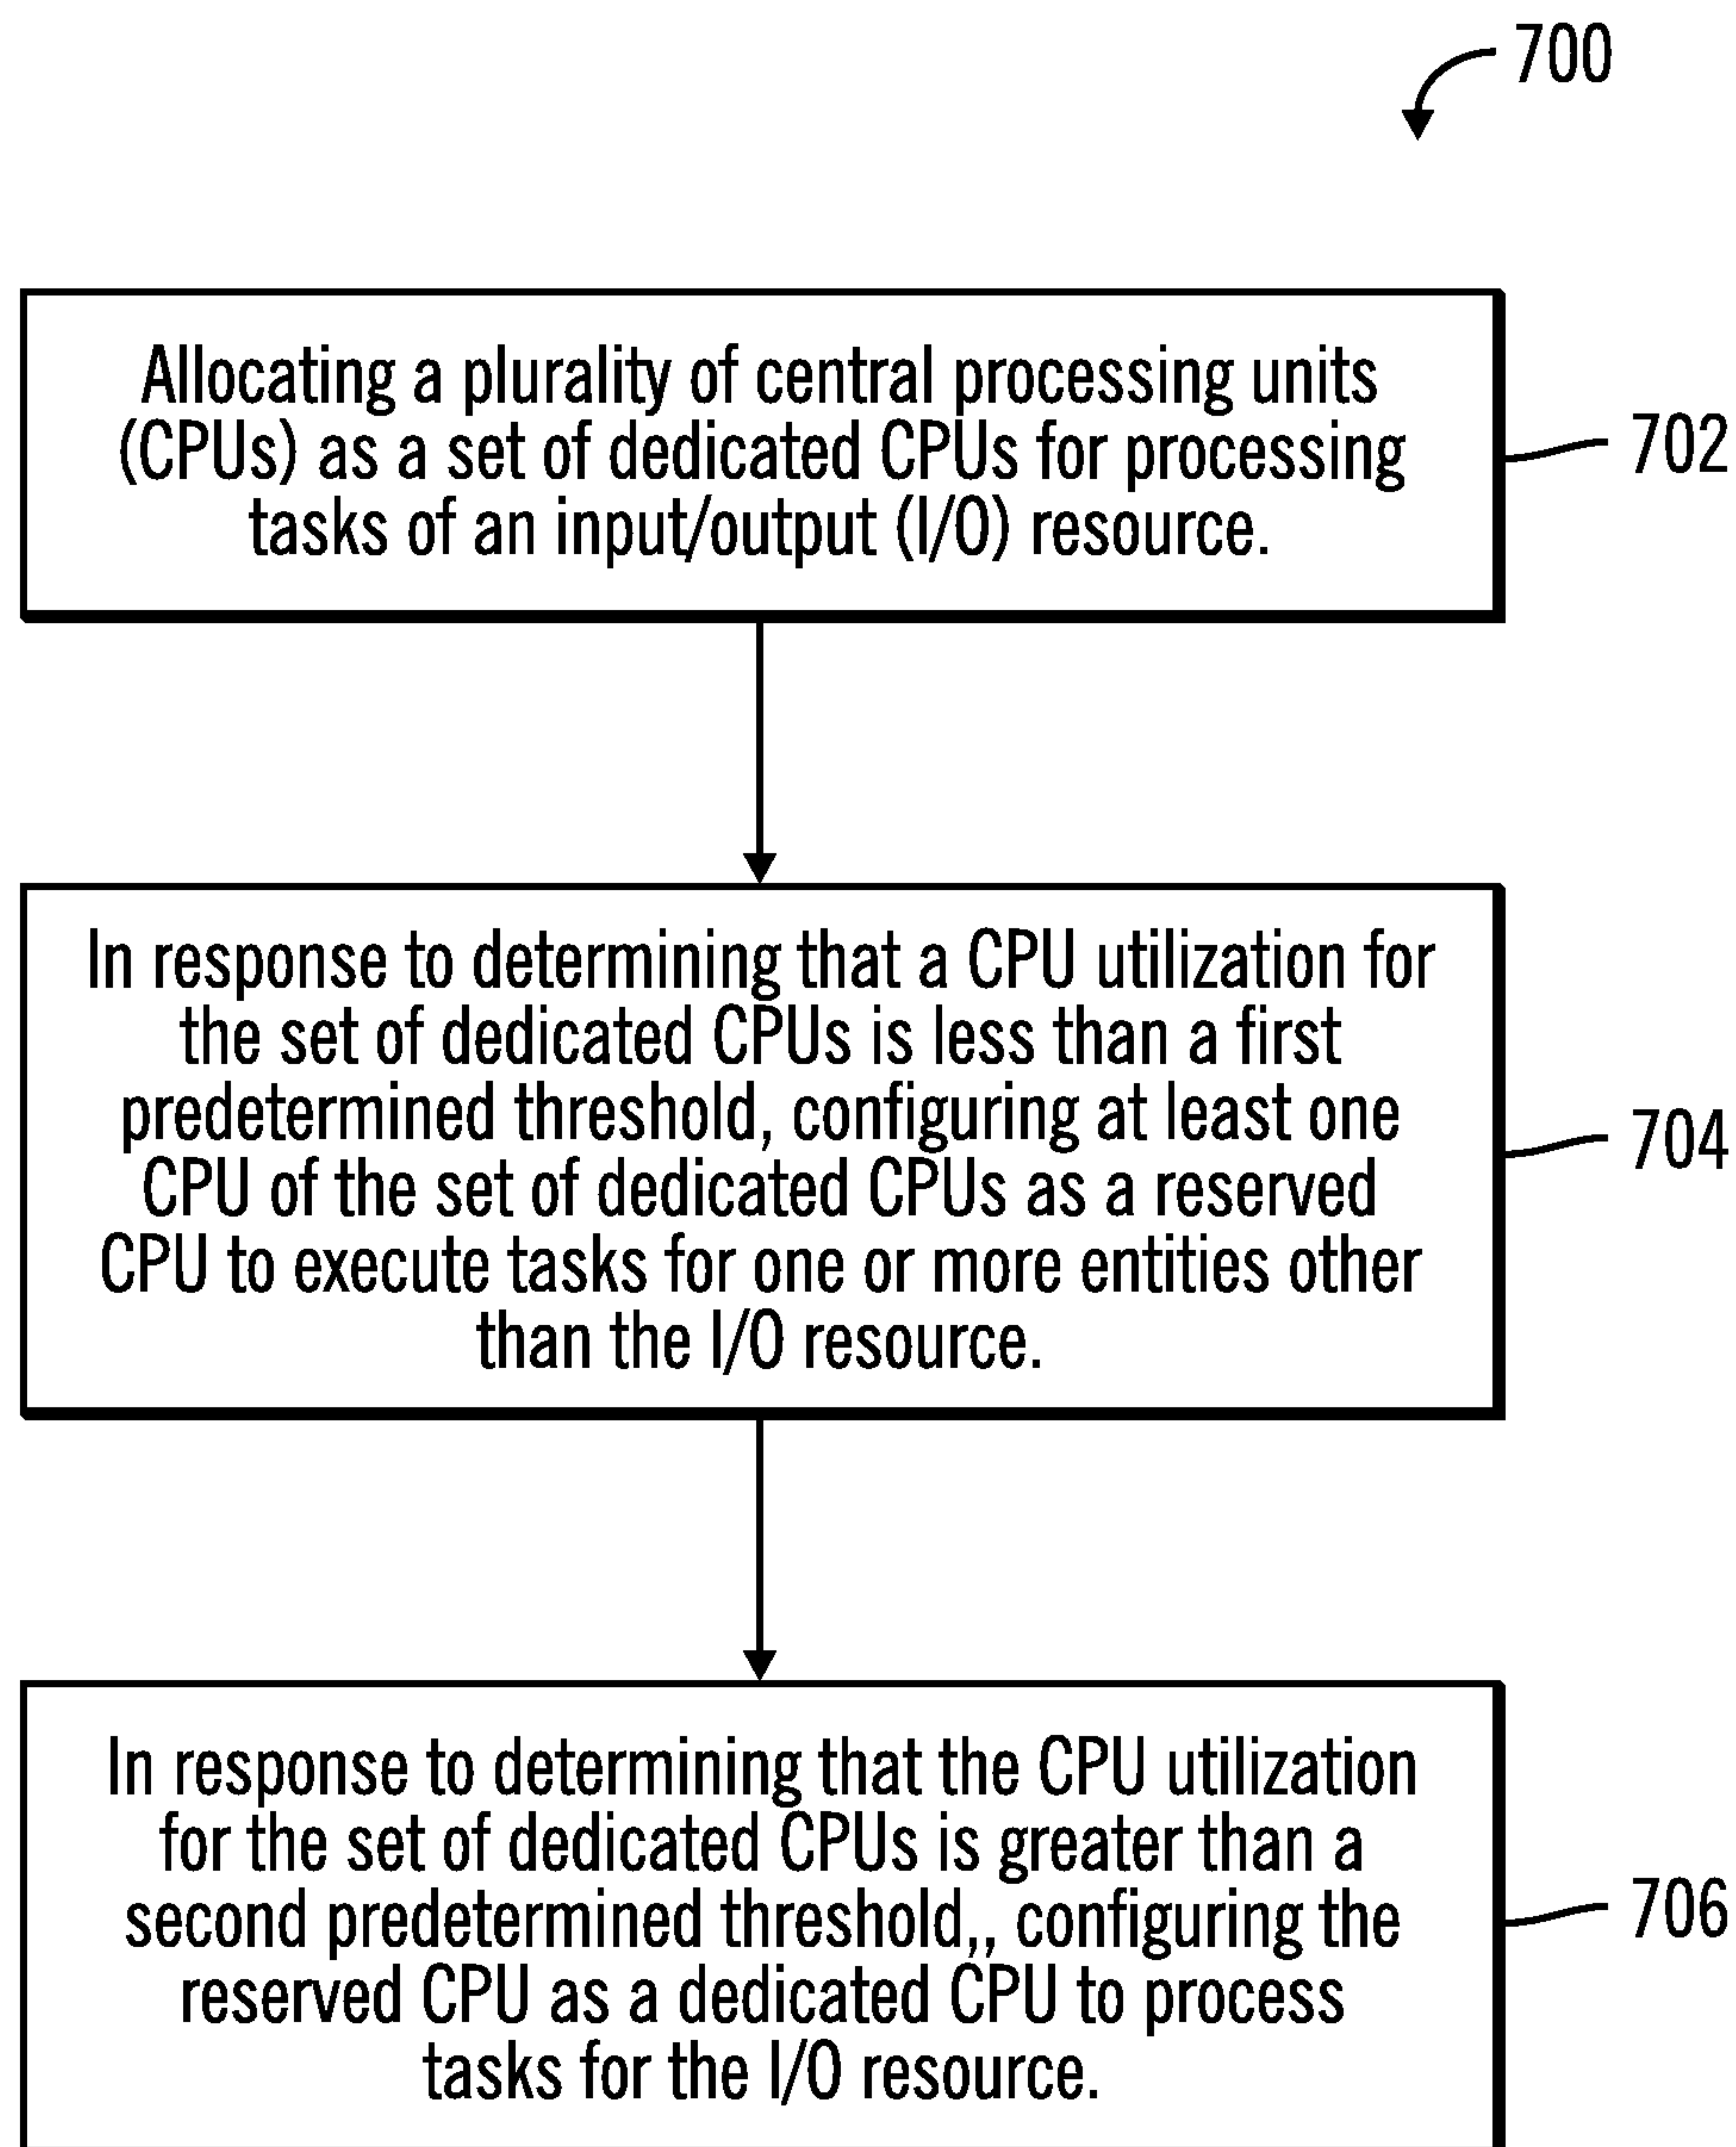 700
Allocating a plurality of central processing units
(CPUs) as a set of dedicated CPUs for processing
tasks of an input/output (I/O) resource.
702
In response to determining that a CPU utilization for
the set of dedicated CPUs is less than a first
predetermined threshold, configuring at least one
CPU of the set of dedicated CPUs as a reserved
CPU to execute tasks for one or more entities other
than the I/O resource.
704
In response to determining that the CPU utilization
for the set of dedicated CPUs is greater than a
second predetermined threshold,, configuring the
reserved CPU as a dedicated CPU to process
tasks for the I/O resource.
706